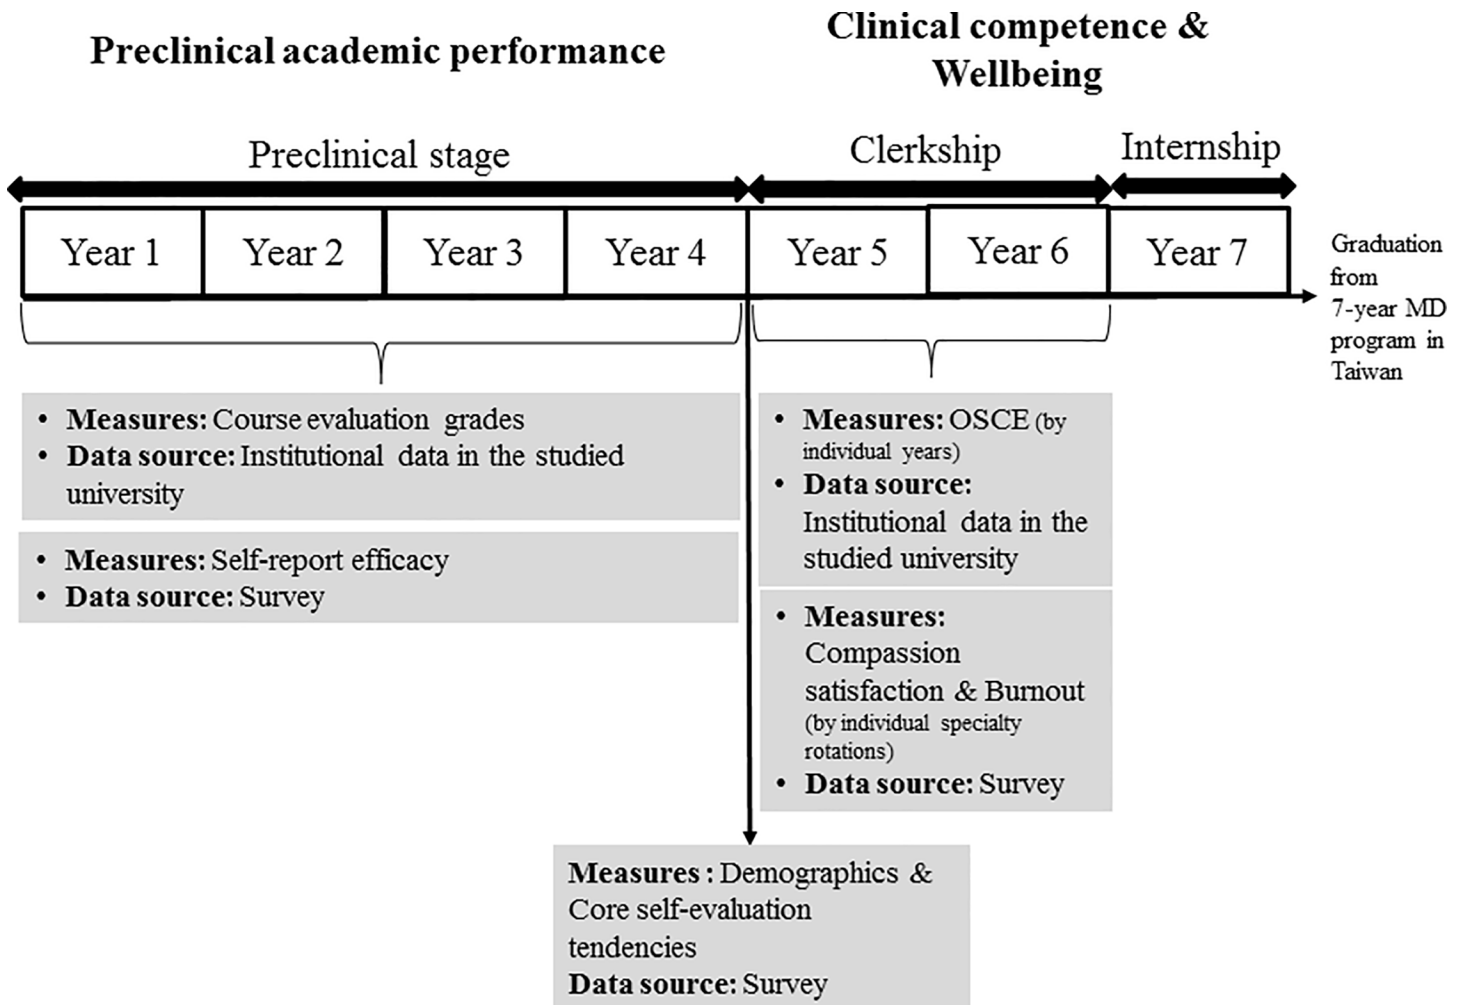 Preclinical academic performance
Clinical competence &
Wellbeing
Preclinical stage
Clerkship
Internship
Year 1
Year 2
Year 3
Year 4
Year 5
Year 6
Year 7
Graduation
from
7-year MD
program in
Taiwan
• Measures: Course evaluation grades
• Data source: Institutional data in the studied
university
• Measures: Self-report efficacy
• Data source: Survey
• Measures: OSCE (by
individual years)
• Data source:
Institutional data in the
studied university
• Measures:
Compassion
satisfaction & Burnout
(by individual specialty
rotations)
• Data source: Survey
Measures : Demographics &
Core self-evaluation
tendencies
Data source: Survey